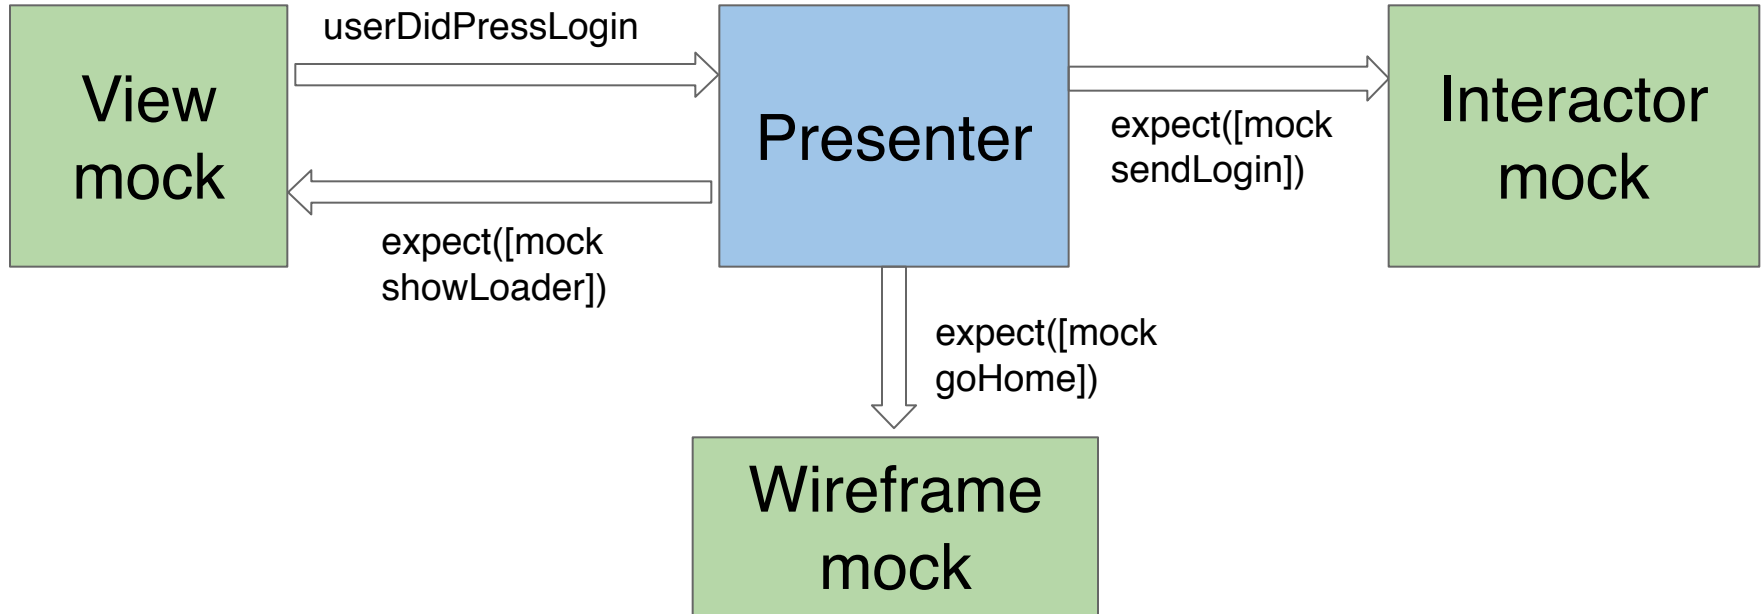 userDidPressLogin
View
mock
Presenter
Interactor
mock
expect([mock
sendLogin])
expect([mock
showLoader])
expect([mock
goHome])
Wireframe
mock